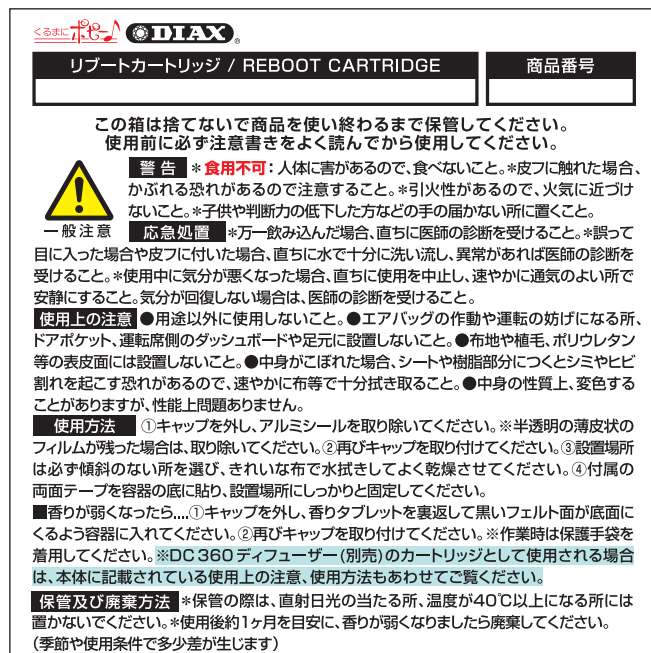 くるまにポピー♪ DIAX®
リブートカートリッジ / REBOOT CARTRIDGE 商品番号
この箱は捨てないで商品を使い終わるまで保管してください。
使用前に必ず注意書きをよく読んでから使用してください。
警告 *食用不可：人体に害があるので、食べないこと。*皮フに触れた場合、
かぶれる恐れがあるので注意すること。*引火性があるので、火気に近づけ
ないこと。*子供や判断力の低下した方などの手の届かない所に置くこと。
一般注意 応急処置 *万一飲み込んだ場合、直ちに医師の診断を受けること。*誤って
目に入った場合や皮フに付いた場合、直ちに水で十分に洗い流し、異常があれば医師の診断を
受けること。*使用中に気分が悪くなった場合、直ちに使用を中止し、速やかに通気のよい所で
安静にすること。気分が回復しない場合は、医師の診断を受けること。
使用上の注意 ●用途以外に使用しないこと。●エアバッグの作動や運転の妨げになる所、
ドアポケット、運転席側のダッシュボードや足元に設置しないこと。●布地や植毛、ポリウレタン
等の表皮面には設置しないこと。●中身がこぼれた場合、シートや樹脂部分につくとシミやヒビ
割れを起こす恐れがあるので、速やかに布等で十分拭き取ること。●中身の性質上、変色する
ことがありますが、性能上問題ありません。
使用方法 ①キャップを外し、アルミシールを取り除いてください。※半透明の薄皮状の
フィルムが残った場合は、取り除いてください。②再びキャップを取り付けてください。③設置場所
は必ず傾斜のない所を選び、きれいな布で水拭きしてよく乾燥させてください。④付属の
両面テープを容器の底に貼り、設置場所にしっかりと固定してください。
■香りが弱くなったら....①キャップを外し、香りタブレットを裏返して黒いフェルト面が底面に
くるよう容器に入れてください。②再びキャップを取り付けてください。※作業時は保護手袋を
着用してください。※DC360ディフューザー(別売)のカートリッジとして使用される場合
は、本体に記載されている使用上の注意、使用方法もあわせてご覧ください。
保管及び廃棄方法 *保管の際は、直射日光の当たる所、温度が40℃以上になる所には
置かないでください。*使用後約1ヶ月を目安に、香りが弱くなりましたら廃棄してください。
(季節や使用条件で多少差が生じます)